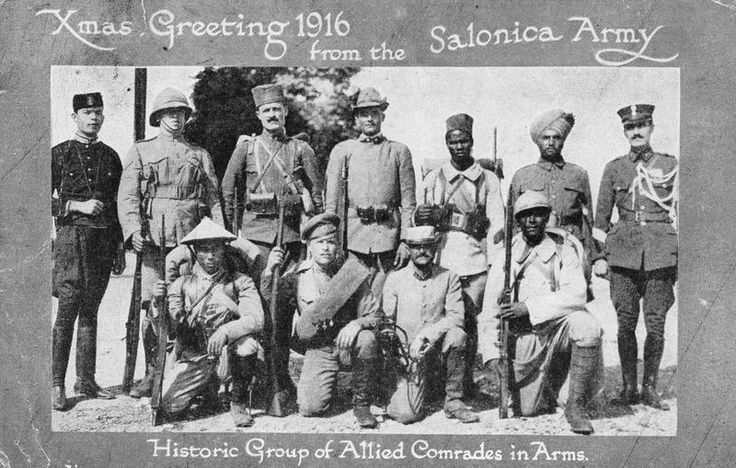 Xmas Greeting 1916
from the
Salonica Army
Historic Group of Allied Comrades in Arms.